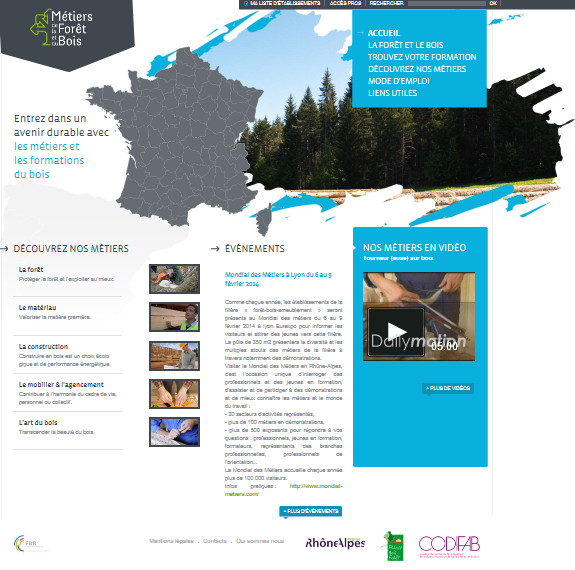 MA LISTE D'ÉTABLISSEMENTS
ACCÈS PROS
RECHERCHER
OK
Métiers
de la Forêt
et du Bois
ACCUEIL
LA FORÊT ET LE BOIS
TROUVEZ VOTRE FORMATION
DÉCOUVREZ NOS MÉTIERS
MODE D'EMPLOI
LIENS UTILES
Entrez dans un
avenir durable avec
les métiers et
les formations
du bois
DÉCOUVREZ NOS MÉTIERS
La forêt
Protéger la forêt et l'exploiter au mieux.
Le matériau
Valoriser la matière première.
La construction
Construire en bois est un choix écolo
gique et de performance énergétique.
Le mobilier & l'agencement
Contribuer à l'harmonie du cadre de vie,
personnel ou collectif.
L'art du bois
Transcender la beauté du bois.
ÉVÈNEMENTS
Mondial des Métiers à Lyon du 6 au 9
février 2014
Comme chaque année, les établissements de la
filière « forêt-bois-ameublement » seront
présents au Mondial des métiers du 6 au 9
février 2014 à lyon Eurexpo pour informer les
visiteurs et attirer des jeunes vers cette filière.
Le pôle de 350 m2 présentera la diversité et les
multiples atouts des métiers de la filière à
travers notamment des démonstrations.
Visiter le Mondial des Métiers en Rhône-Alpes,
c'est l'occasion unique d'interroger des
professionnels et des jeunes en formation,
d'assister et de participer à des démonstrations
et de mieux connaître les métiers et le monde
du travail :
- 30 secteurs d'activités représentés,
- plus de 100 métiers en démonstrations,
- plus de 500 exposants pour répondre à vos
questions : professionnels, jeunes en formation,
formateurs, représentants des branches
professionnelles, professionnels de
l'orientation...
Le Mondial des Métiers accueille chaque année
plus de 100 000 visiteurs.
Infos pratiques : http://www.mondial-
metiers.com/
+ PLUS D'ÉVÈNEMENTS
NOS MÉTIERS EN VIDÉO
Tourneur (euse) sur bois
Dailymotion
05:00
+ PLUS DE VIDÉOS
FBR
Mentions légales . Contacts . Qui sommes nous
RhôneAlpes
CODIFAB